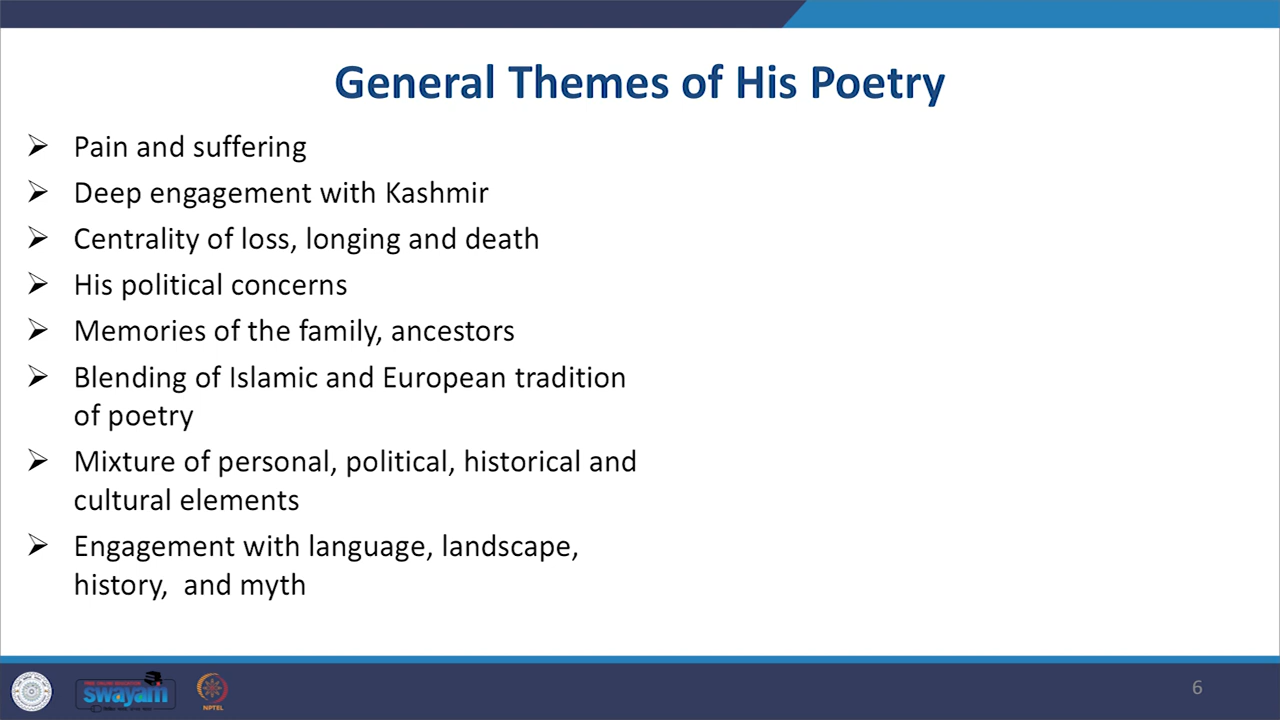 General Themes of His Poetry
➢ Pain and suffering
➢ Deep engagement with Kashmir
➢ Centrality of loss, longing and death
➢ His political concerns
➢ Memories of the family, ancestors
➢ Blending of Islamic and European tradition
of poetry
➢ Mixture of personal, political, historical and
cultural elements
➢ Engagement with language, landscape,
history,  and myth
swayam
NPTEL
6